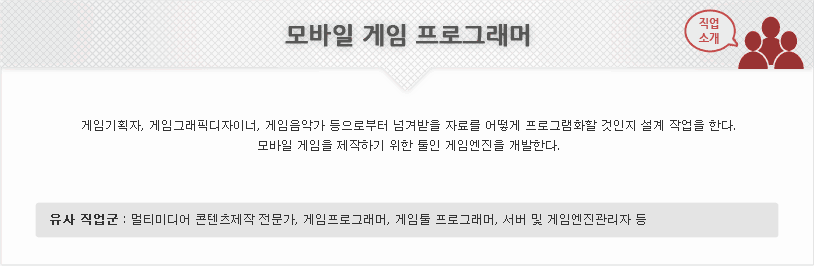 모바일 게임 프로그래머
직업
소개
게임기획자, 게임그래픽디자이너, 게임음악가 등으로부터 넘겨받을 자료를 어떻게 프로그램화할 것인지 설계 작업을 한다.
모바일 게임을 제작하기 위한 툴인 게임엔진을 개발한다.
유사 직업군 : 멀티미디어 콘텐츠제작 전문가, 게임프로그래머, 게임툴 프로그래머, 서버 및 게임엔진관리자 등